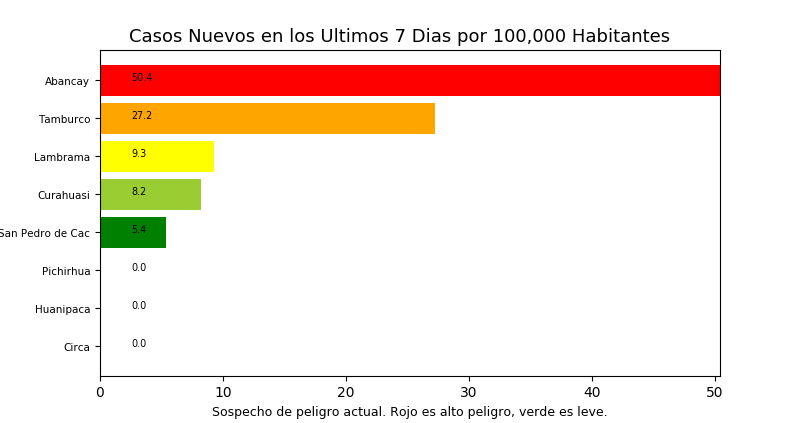 Casos Nuevos en los Ultimos 7 Dias por 100,000 Habitantes
Abancay 50.4
Tamburco 27.2
Lambrama 9.3
Curahuasi 8.2
San Pedro de Cac 5.4
Pichirhua 0.0
Huanipaca 0.0
Circa 0.0
0 10 20 30 40 50
Sospecho de peligro actual. Rojo es alto peligro, verde es leve.